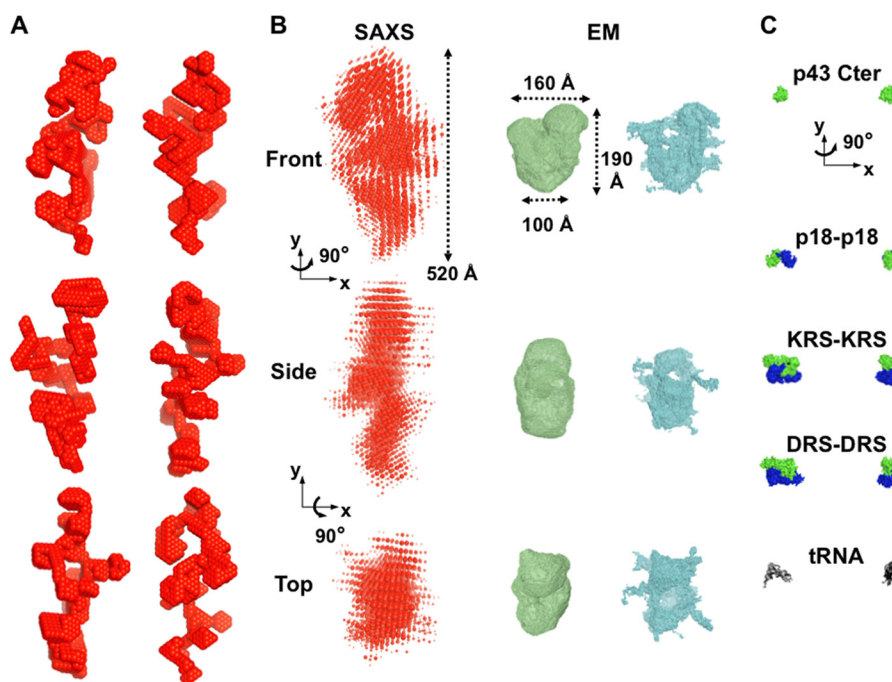 A
B
SAXS
EM
C
Front
520 Å
160 Å
190
Å
100 Å
p43 Cter
y
90°
x
y
90°
x
p18-p18
Side
KRS-KRS
DRS-DRS
y
x
90°
Top
tRNA